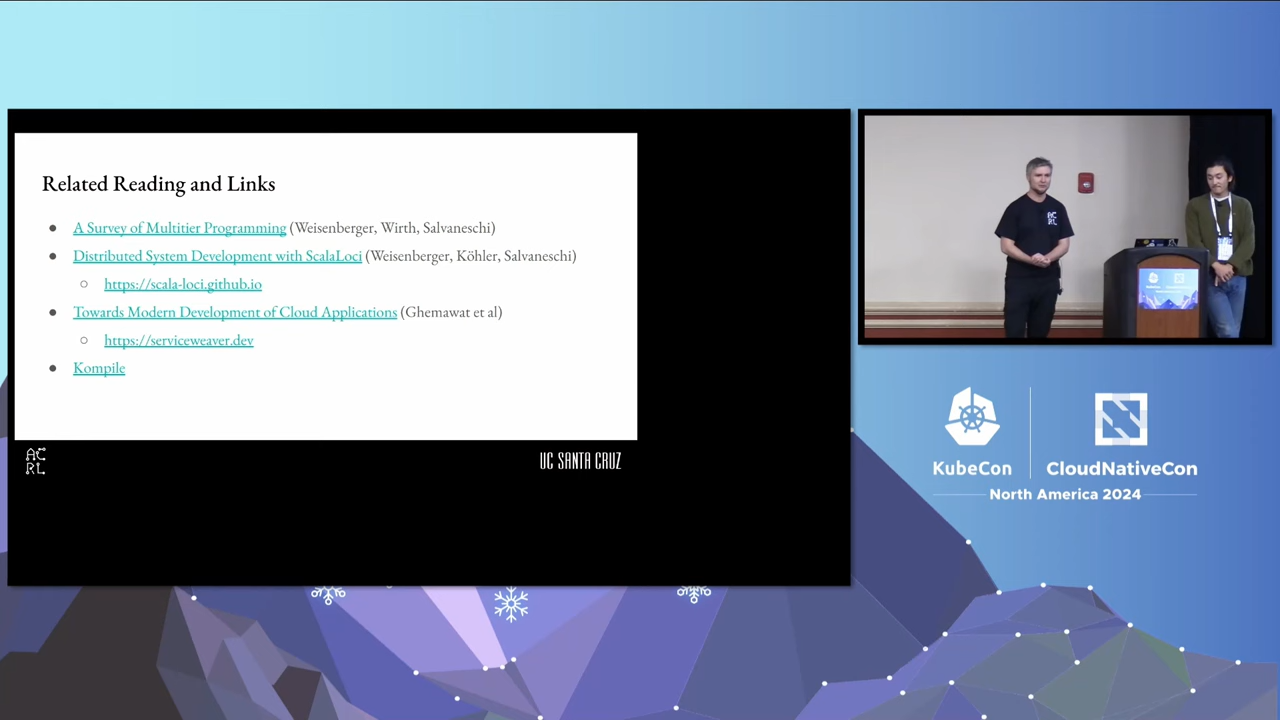 Related Reading and Links
A Survey of Multitier Programming (Weisenberger, Wirth, Salvaneschi)
Distributed System Development with ScalaLoci (Weisenberger, Köhler, Salvaneschi)
https://scala-loci.github.io
Towards Modern Development of Cloud Applications (Ghemawat et al)
https://serviceweaver.dev
Kompile
AC
RL
UC SANTA CRUZ
AC
RL
KubeCon
CloudNativeCon
North America 2024